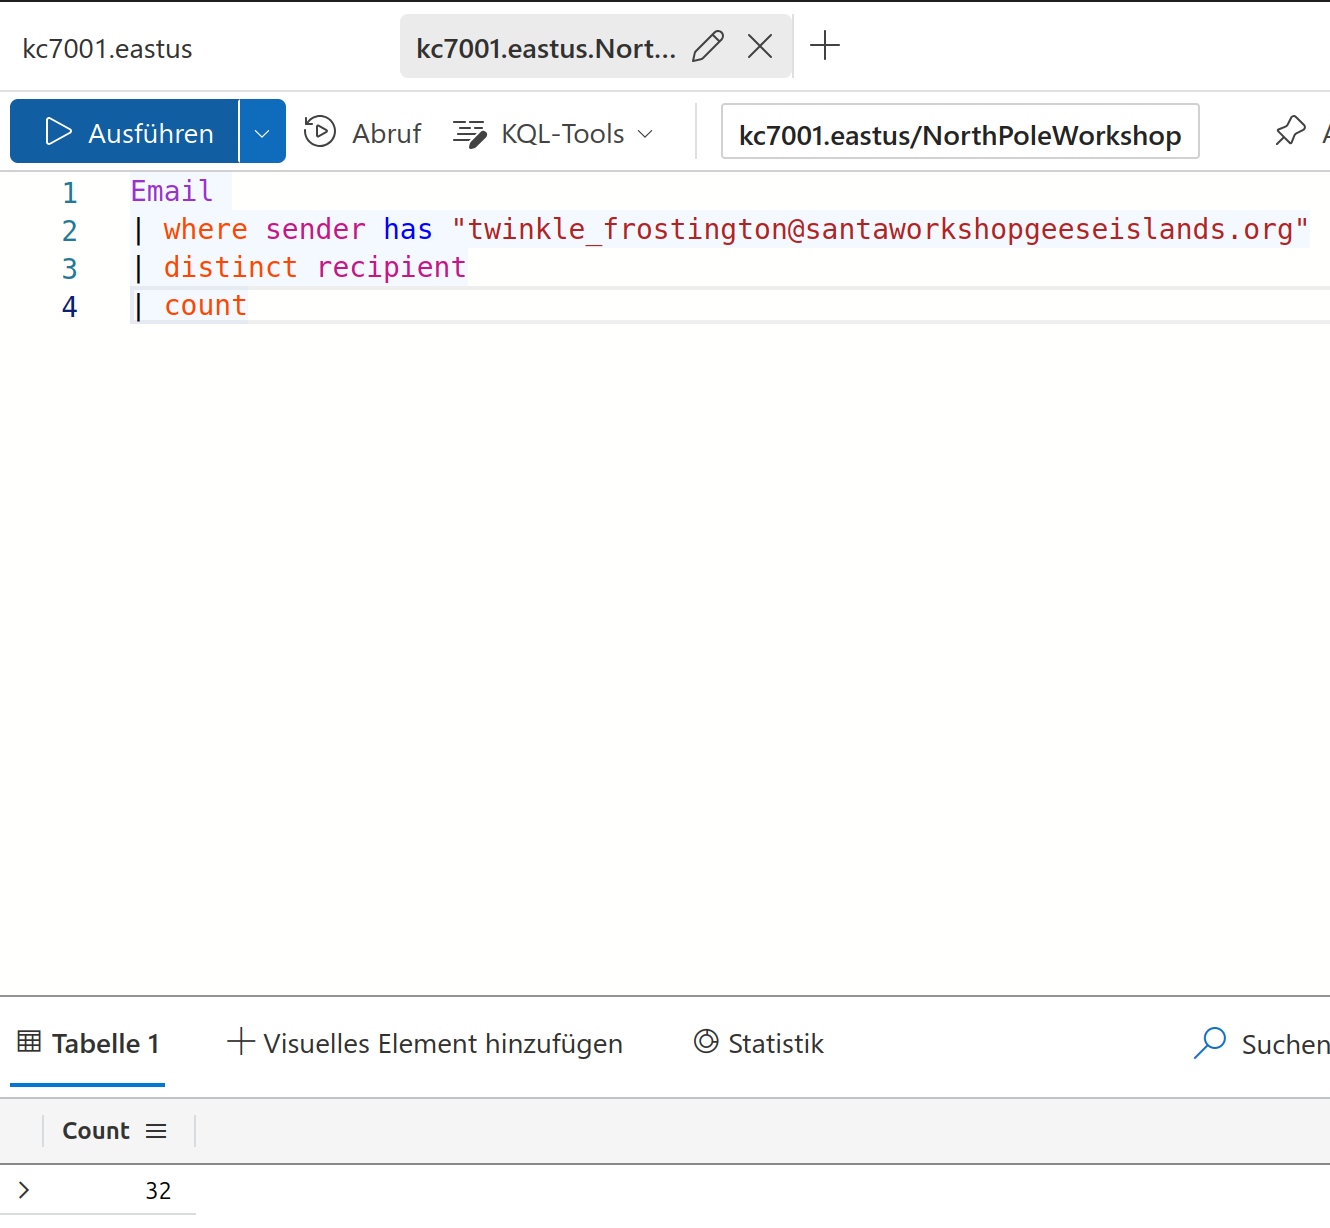 kc7001.eastus
kc7001.eastus.Nort...
Ausführen
Abruf
KQL-Tools
kc7001.eastus/NorthPoleWorkshop
1 Email
2 | where sender has "twinkle_frostington@santaworkshopgeeseislands.org"
3 | distinct recipient
4 | count
Tabelle 1
Visuelles Element hinzufügen
Statistik
Suchen
Count
32